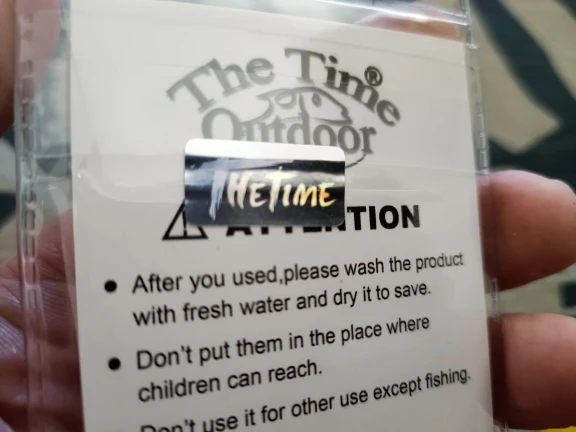 The Time®
Outdoor
THETIME
ATTENTION
• After you used,please wash the product
with fresh water and dry it to save.
• Don't put them in the place where
children can reach.
Don't use it for other use except fishing.